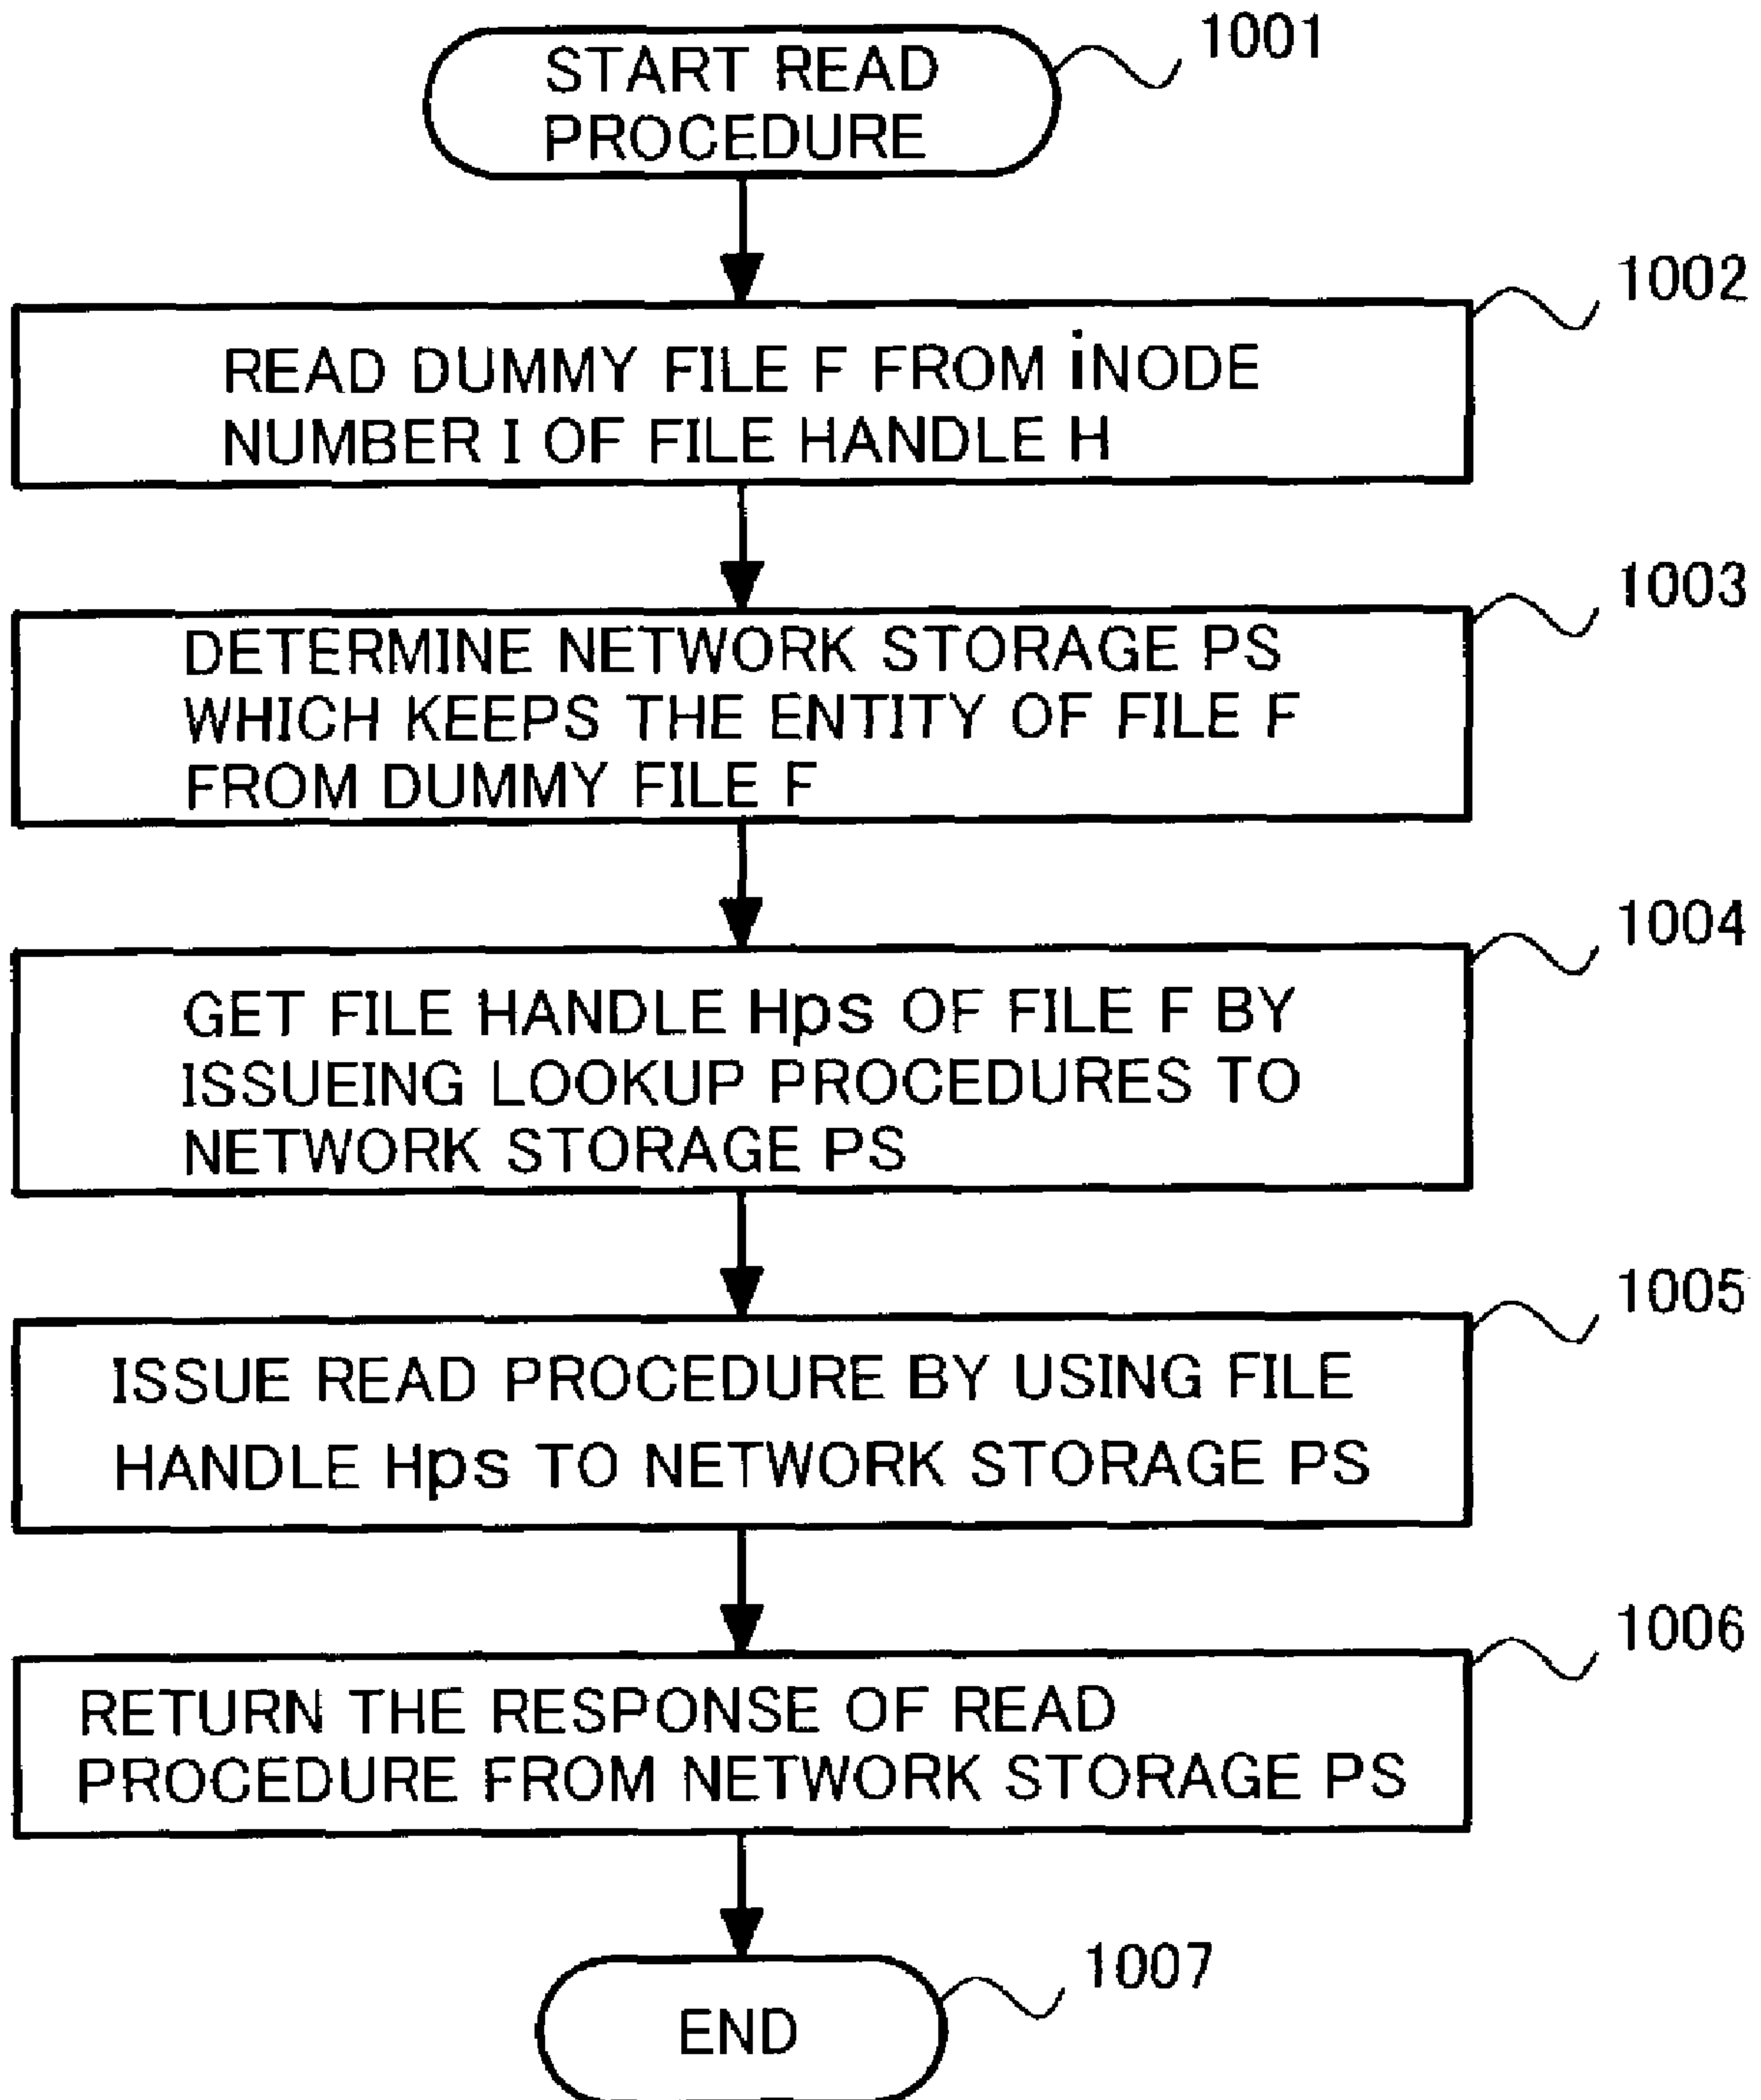 1001
START READ
PROCEDURE
1002
READ DUMMY FILE F FROM iNODE
NUMBER I OF FILE HANDLE H
1003
DETERMINE NETWORK STORAGE PS
WHICH KEEPS THE ENTITY OF FILE F
FROM DUMMY FILE F
1004
GET FILE HANDLE Hps OF FILE F BY
ISSUEING LOOKUP PROCEDURES TO
NETWORK STORAGE PS
1005
ISSUE READ PROCEDURE BY USING FILE
HANDLE Hps TO NETWORK STORAGE PS
1006
RETURN THE RESPONSE OF READ
PROCEDURE FROM NETWORK STORAGE PS
1007
END